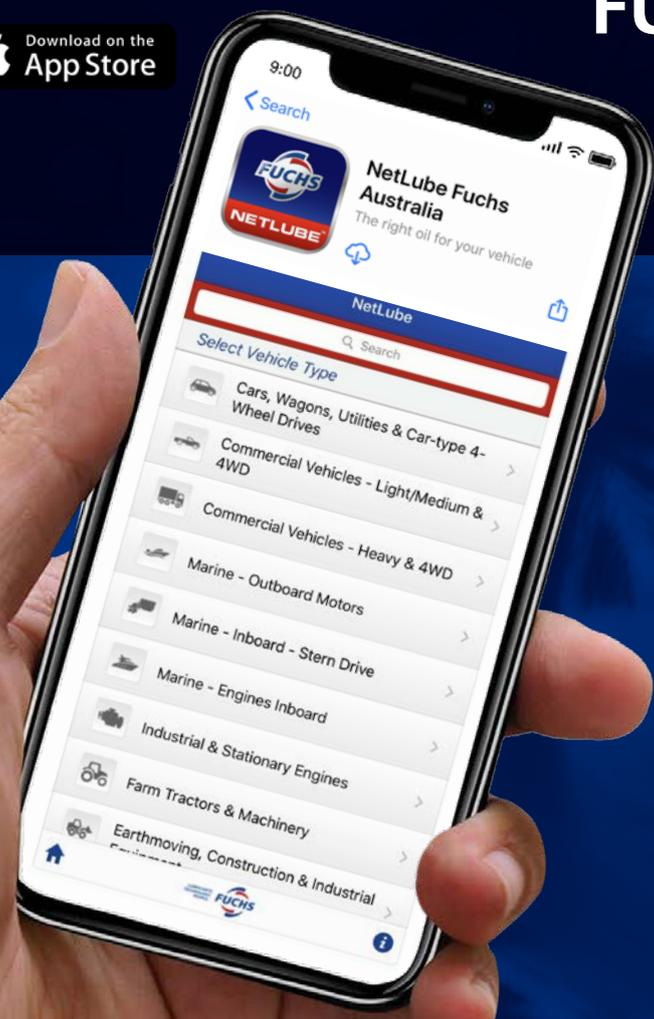 FU
Download on the
App Store
9:00
Search
FUCHS
NETLUBE™
NetLube Fuchs
Australia
The right oil for your vehicle
NetLube
Search
Select Vehicle Type
Cars, Wagons, Utilities & Car-type 4-
Wheel Drives
Commercial Vehicles - Light/Medium &
4WD
Commercial Vehicles - Heavy & 4WD
Marine - Outboard Motors
Marine - Inboard - Stern Drive
Marine - Engines Inboard
Industrial & Stationary Engines
Farm Tractors & Machinery
Earthmoving, Construction & Industrial
Equipment
FUCHS